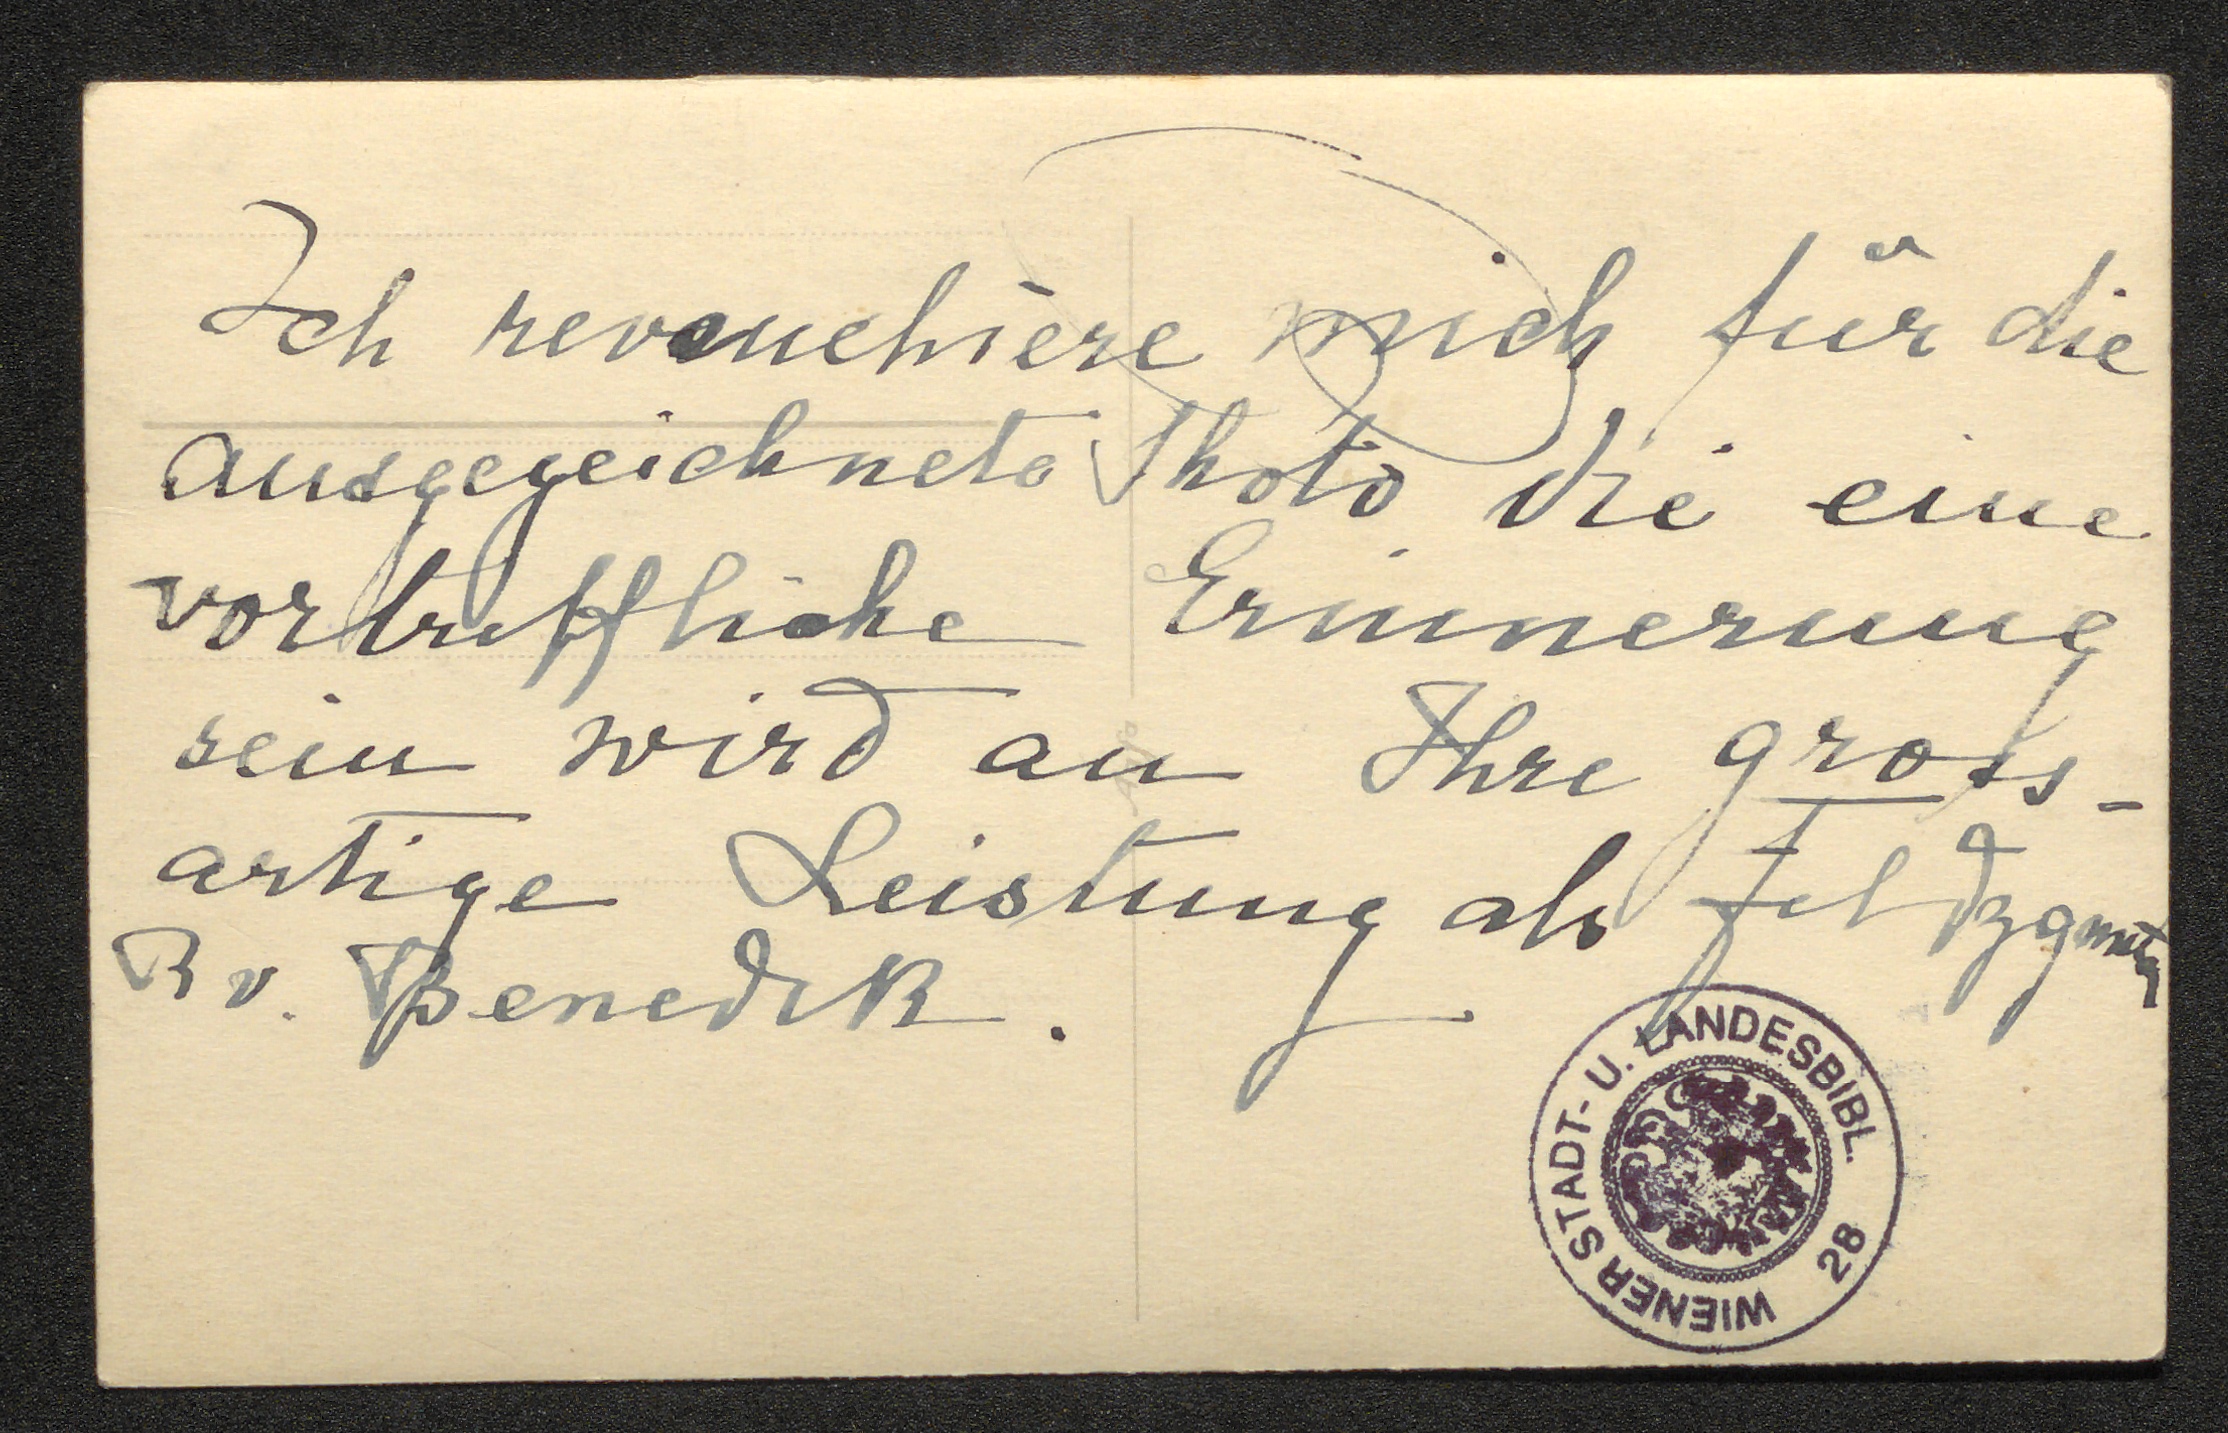 Ich revanchiere mich für die
ausgezeichnete Photo die eine
vortreffliche Erinnerung
sein wird an Ihre gross-
artige Leistung als
R v. Benedek.
WIENER STADT- U. LANDESBIBL.
28